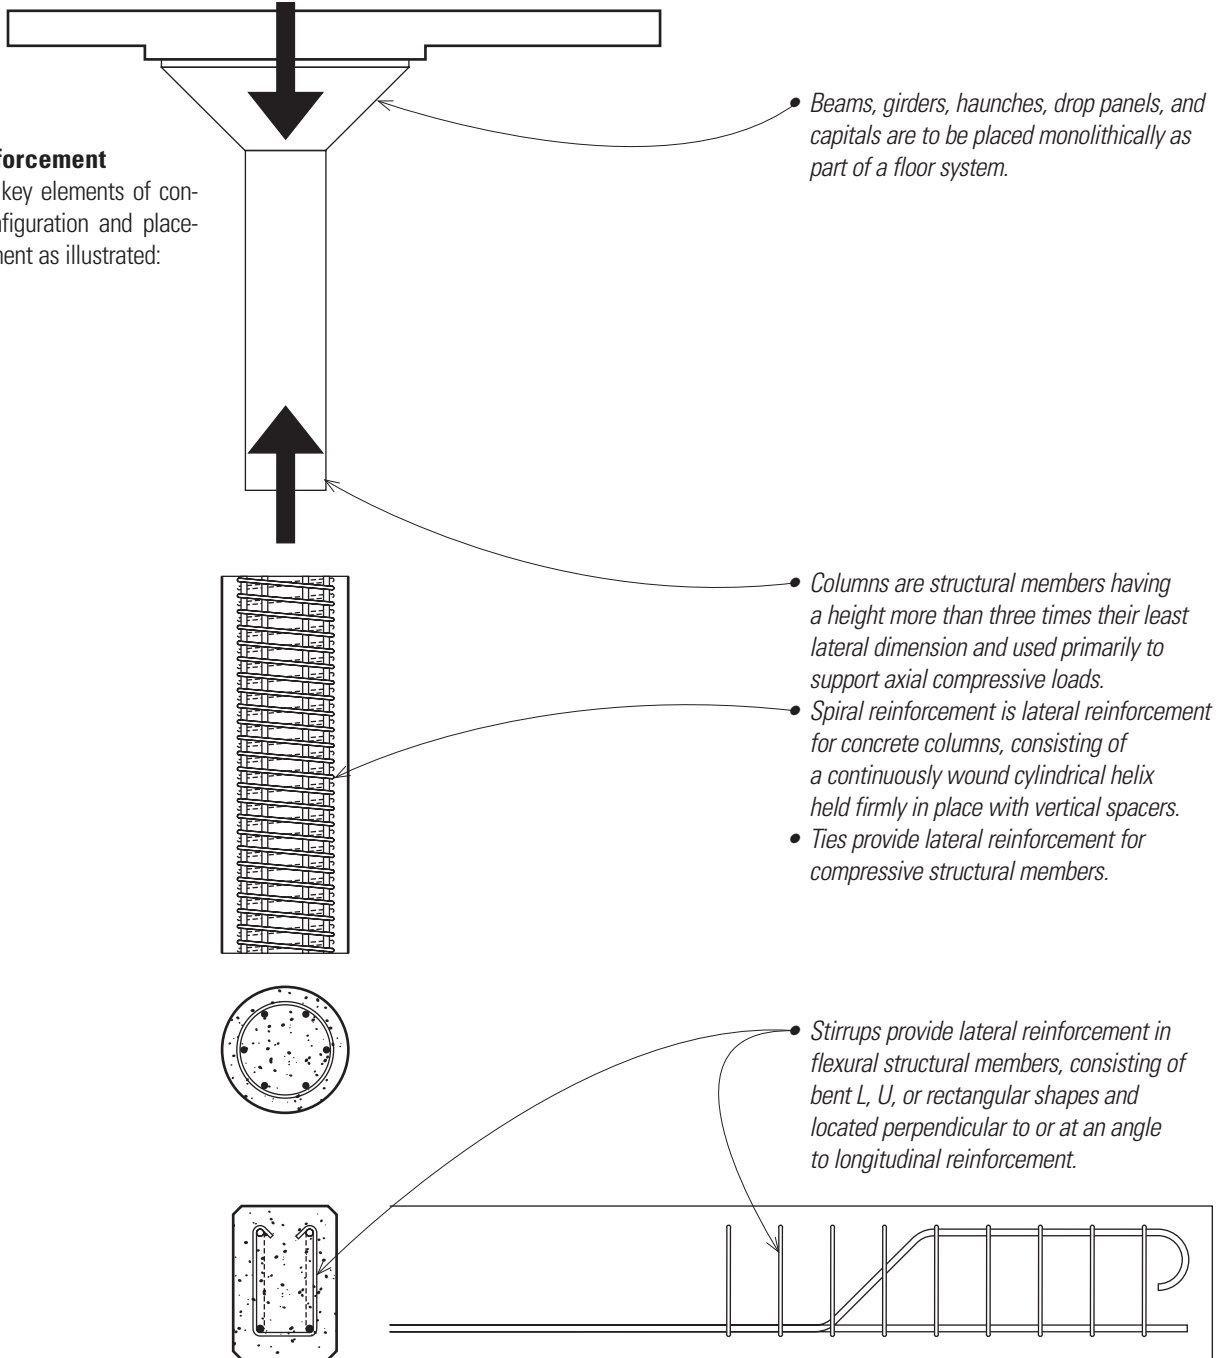 • Beams, girders, haunches, drop panels, and
capitals are to be placed monolithically as
part of a floor system.
forcement
key elements of con-
figuration and place-
ent as illustrated:
• Columns are structural members having
a height more than three times their least
lateral dimension and used primarily to
support axial compressive loads.
• Spiral reinforcement is lateral reinforcement
for concrete columns, consisting of
a continuously wound cylindrical helix
held firmly in place with vertical spacers.
• Ties provide lateral reinforcement for
compressive structural members.
• Stirrups provide lateral reinforcement in
flexural structural members, consisting of
bent L, U, or rectangular shapes and
located perpendicular to or at an angle
to longitudinal reinforcement.